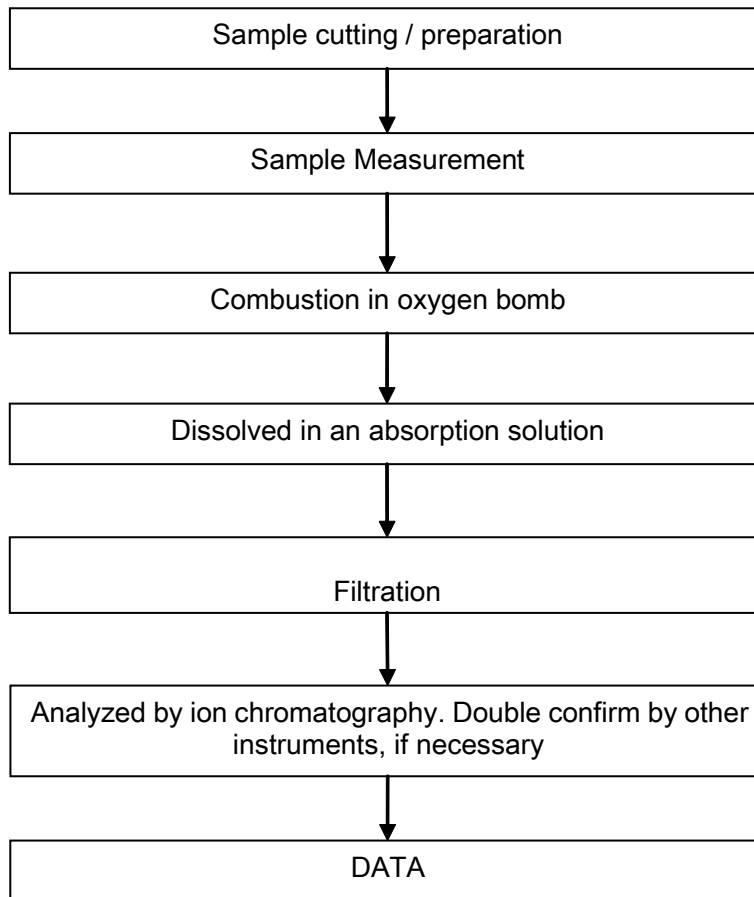 Sample cutting / preparation
Sample Measurement
Combustion in oxygen bomb
Dissolved in an absorption solution
Filtration
Analyzed by ion chromatography. Double confirm by other
instruments, if necessary
DATA